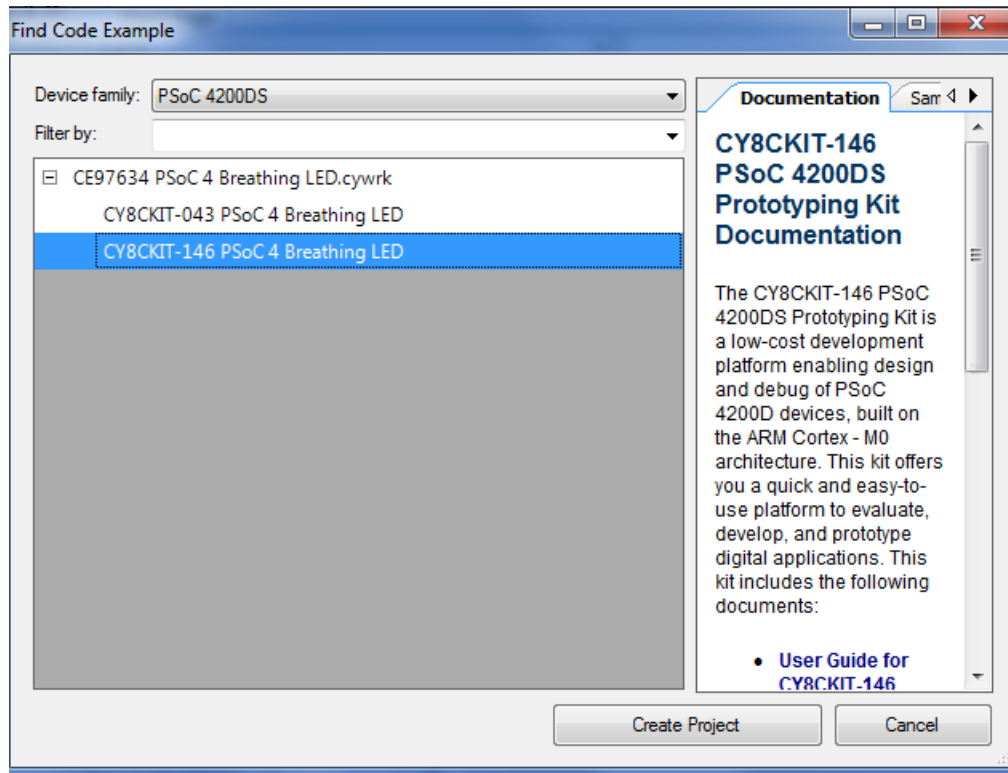 Find Code Example
Device family: PSoC 4200DS
Filter by:
CE97634 PSoC 4 Breathing LED.cywrk
CY8CKIT-043 PSoC 4 Breathing LED
CY8CKIT-146 PSoC 4 Breathing LED
Documentation Sam
CY8CKIT-146
PSoC 4200DS
Prototyping Kit
Documentation
The CY8CKIT-146 PSoC
4200DS Prototyping Kit is
a low-cost development
platform enabling design
and debug of PSoC
4200D devices, built on
the ARM Cortex - M0
architecture. This kit offers
you a quick and easy-to-
use platform to evaluate,
develop, and prototype
digital applications. This
kit includes the following
documents:
• User Guide for
CY8CKIT-146
Create Project Cancel